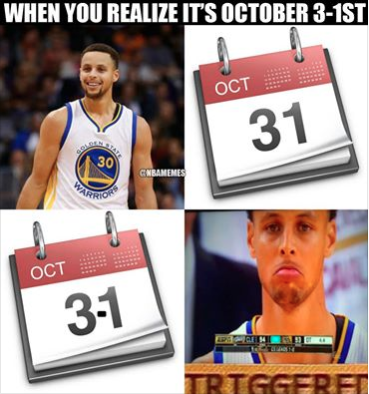 WHEN YOU REALIZE IT'S OCTOBER 3-1ST
GOLDEN STATE
30
WARRIORS
@NBAMEMES
OCT
31
OCT
3-1
TRIGGERED